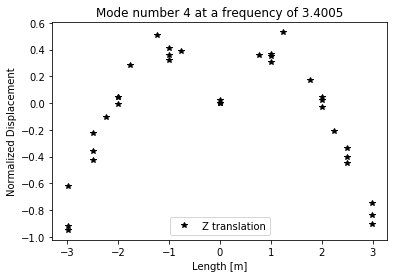 Mode number 4 at a frequency of 3.4005
Normalized Displacement
0.6
0.4
0.2
0.0
−0.2
−0.4
−0.6
−0.8
−1.0
Z translation
−3 −2 −1 0 1 2 3
Length [m]